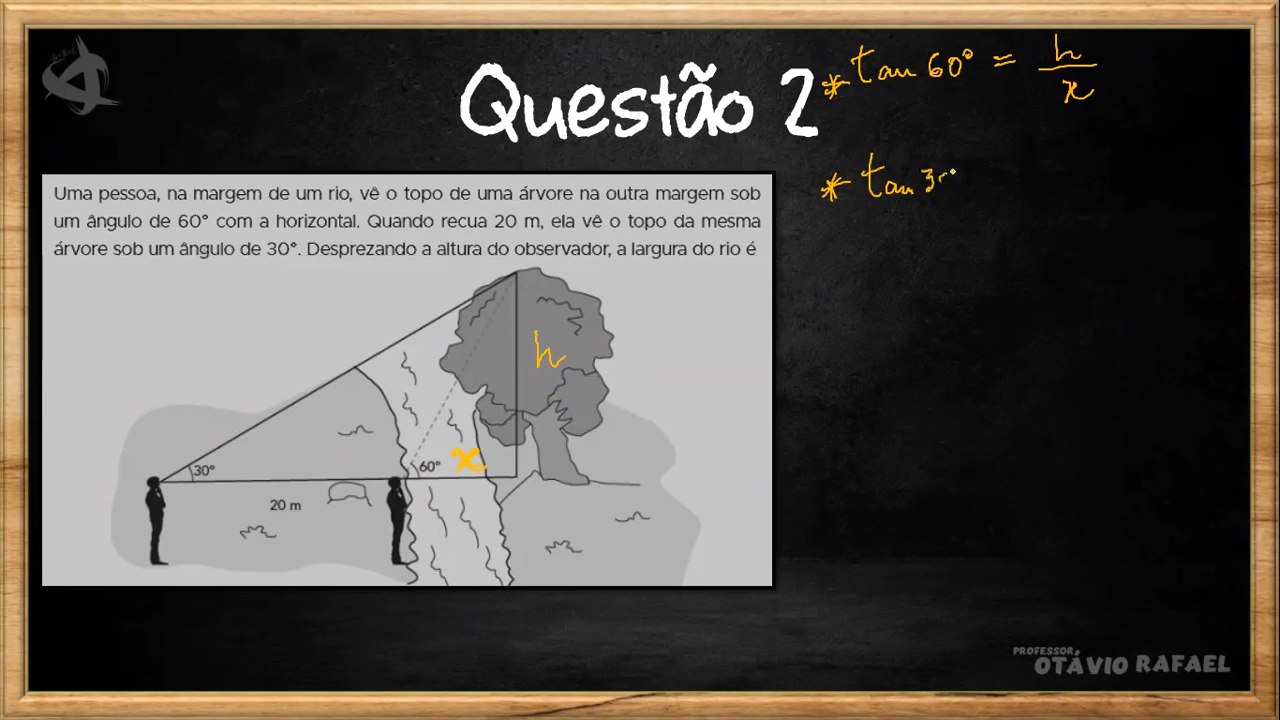 Questão 2
* tan 60° = h
x
* tan 3
Uma pessoa, na margem de um rio, vê o topo de uma árvore na outra margem sob
um ângulo de 60° com a horizontal. Quando recua 20 m, ela vê o topo da mesma
árvore sob um ângulo de 30°. Desprezando a altura do observador, a largura do rio é
h
30°
60°
x
20 m
PROFESSOR
OTÁVIO RAFAEL